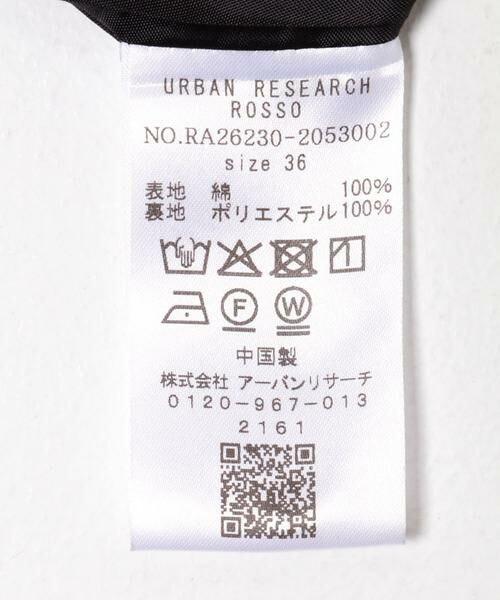 URBAN RESEARCH
ROSSO
NO.RA26230-2053002
size 36
表地 綿 100%
裏地 ポリエステル100%
F W
中国製
株式会社 アーバンリサーチ
0120-967-013
2161